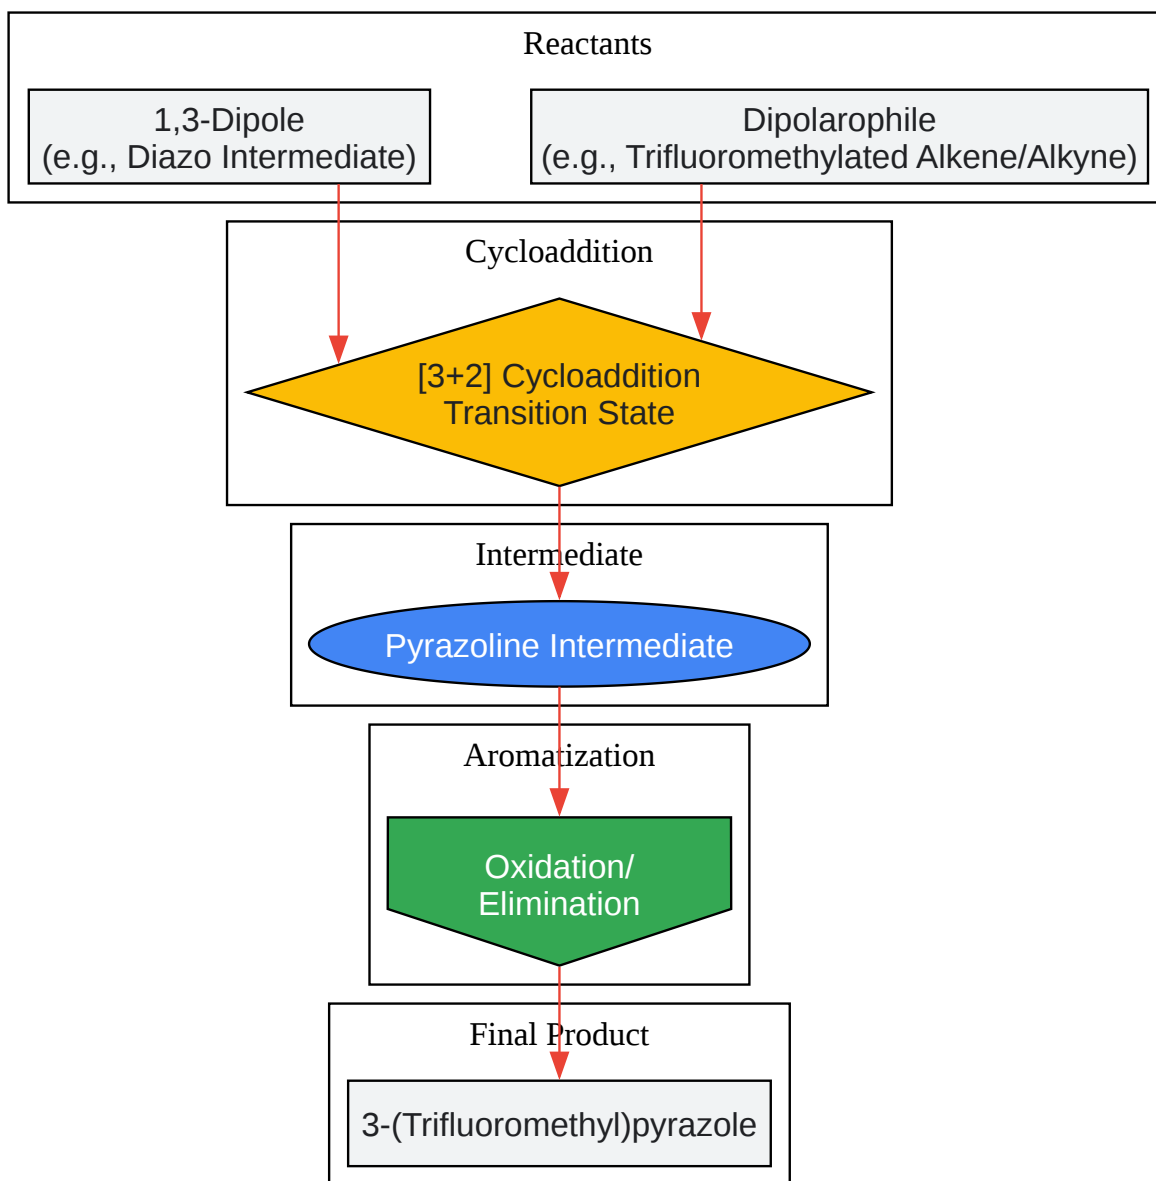 Reactants
1,3-Dipole
(e.g., Diazo Intermediate)
Dipolarophile
(e.g., Trifluoromethylated Alkene/Alkyne)
Cycloaddition
[3+2] Cycloaddition
Transition State
Intermediate
Pyrazoline Intermediate
Aromatization
Oxidation/
Elimination
Final Product
3-(Trifluoromethyl)pyrazole